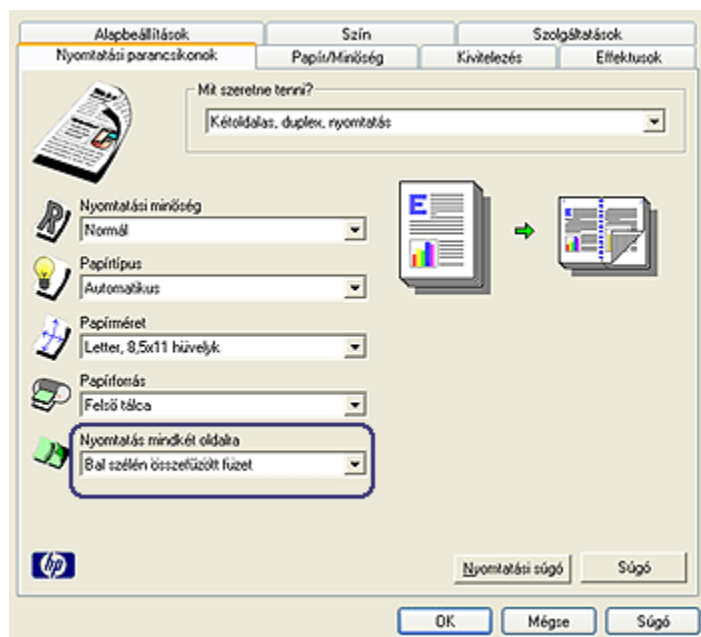 Alapbeállítások
Szín
Szolgáltatások
Nyomtatási parancsikonok
Papír/Minőség
Kivitelezés
Effektusok
Mit szeretne tenni?
Kétoldalas, duplex, nyomtatás
Nyomtatási minőség
Normál
Papírtípus
Automatikus
Papírméret
Letter, 8,5x11 hüvelyk
Papírforrás
Felső tálca
Nyomtatás mindkét oldalra
Bal szélén összefűzött füzet
hp
Nyomtatási súgó
Súgó
OK
Mégse
Súgó